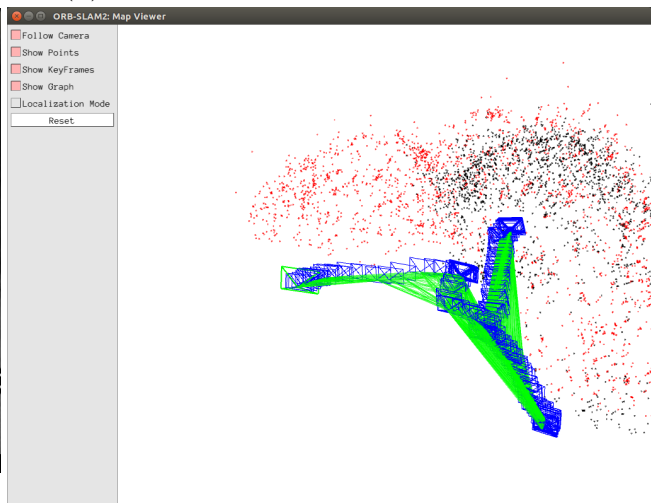 ORB-SLAM2: Map Viewer
Follow Camera
Show Points
Show KeyFrames
Show Graph
Localization Mode
Reset